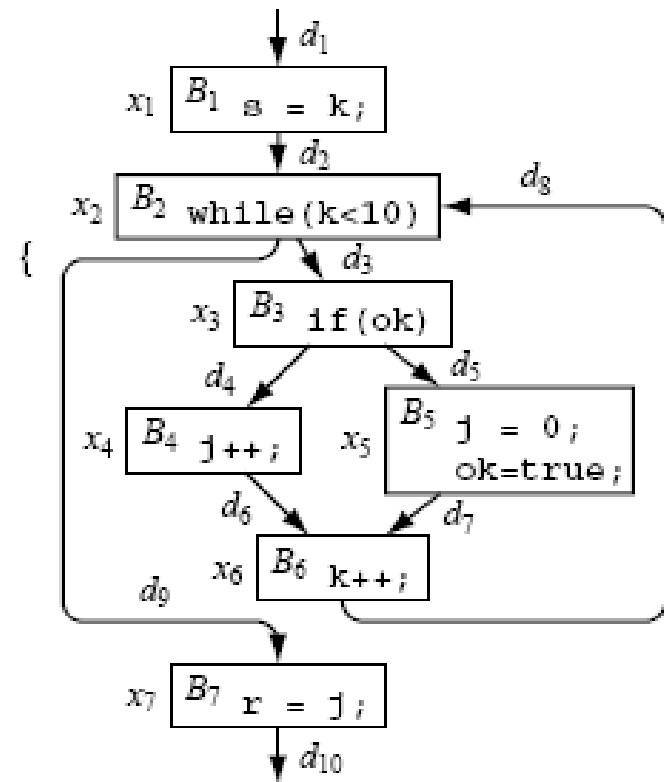 d1
x1 B1 s = k;
d2
d8
x2 B2 while(k<10)
{
d3
x3 B3 if(ok)
d4 d5
x4 B4 j++;
x5 B5 j = 0;
ok=true;
d6 d7
x6 B6 k++;
d9
x7 B7 r = j;
d10